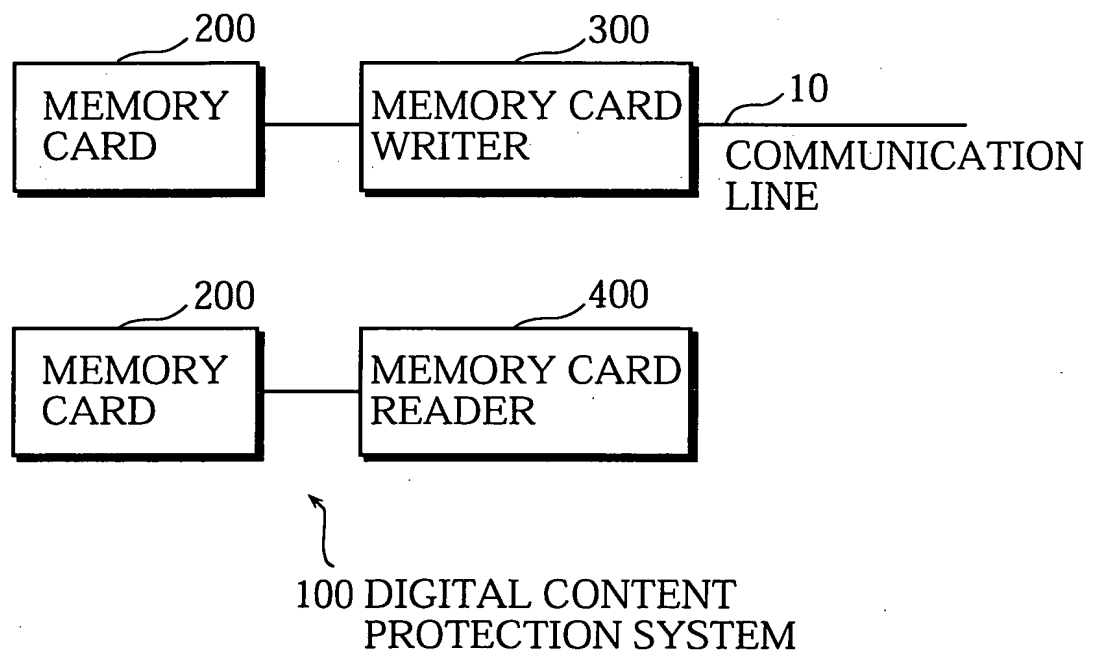 200
300
MEMORY
CARD
MEMORY CARD
WRITER
10
COMMUNICATION
LINE
200
400
MEMORY
CARD
MEMORY CARD
READER
100 DIGITAL CONTENT
PROTECTION SYSTEM